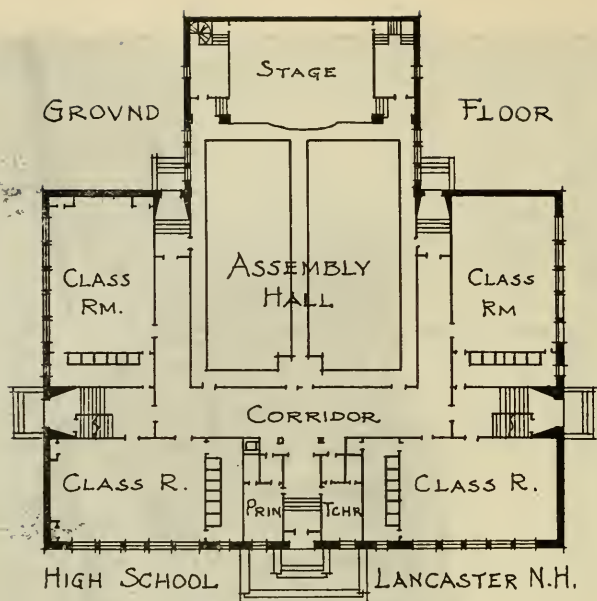 STAGE
GROVND FLOOR
CLASS
RM.
ASSEMBLY
HALL
CLASS
RM
CORRIDOR
CLASS R.
PRIN
TCHR
CLASS R.
HIGH SCHOOL LANCASTER N.H.